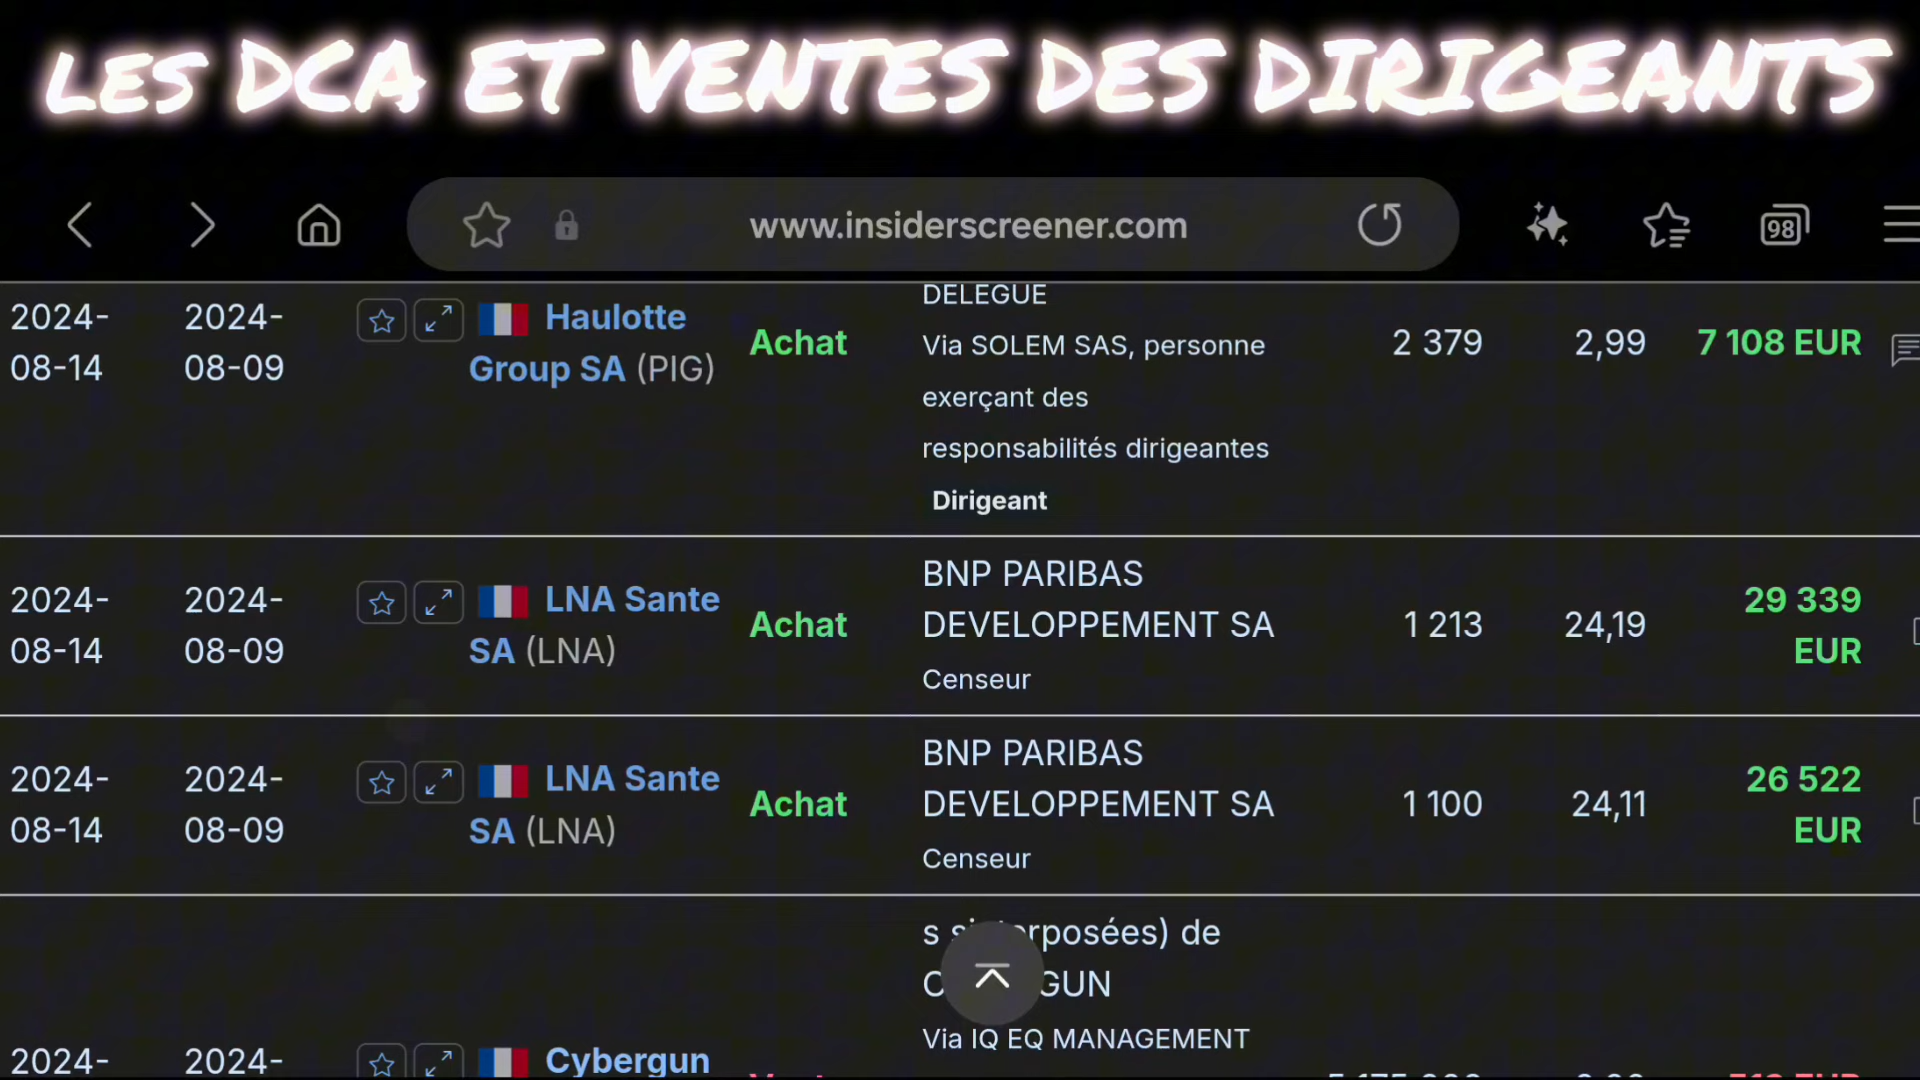 LES DCA ET VENTES DES DIRIGEANTS
www.insiderscreener.com
98
DELEGUE
2024-
08-14
2024-
08-09
Haulotte
Group SA (PIG)
Achat
Via SOLEM SAS, personne
exerçant des
responsabilités dirigeantes
Dirigeant
2 379
2,99
7 108 EUR
2024-
08-14
2024-
08-09
LNA Sante
SA (LNA)
Achat
BNP PARIBAS
DEVELOPPEMENT SA
Censeur
1 213
24,19
29 339
EUR
2024-
08-14
2024-
08-09
LNA Sante
SA (LNA)
Achat
BNP PARIBAS
DEVELOPPEMENT SA
Censeur
1 100
24,11
26 522
EUR
de
Via IQ EQ MANAGEMENT
2024-
2024-
Cybergun